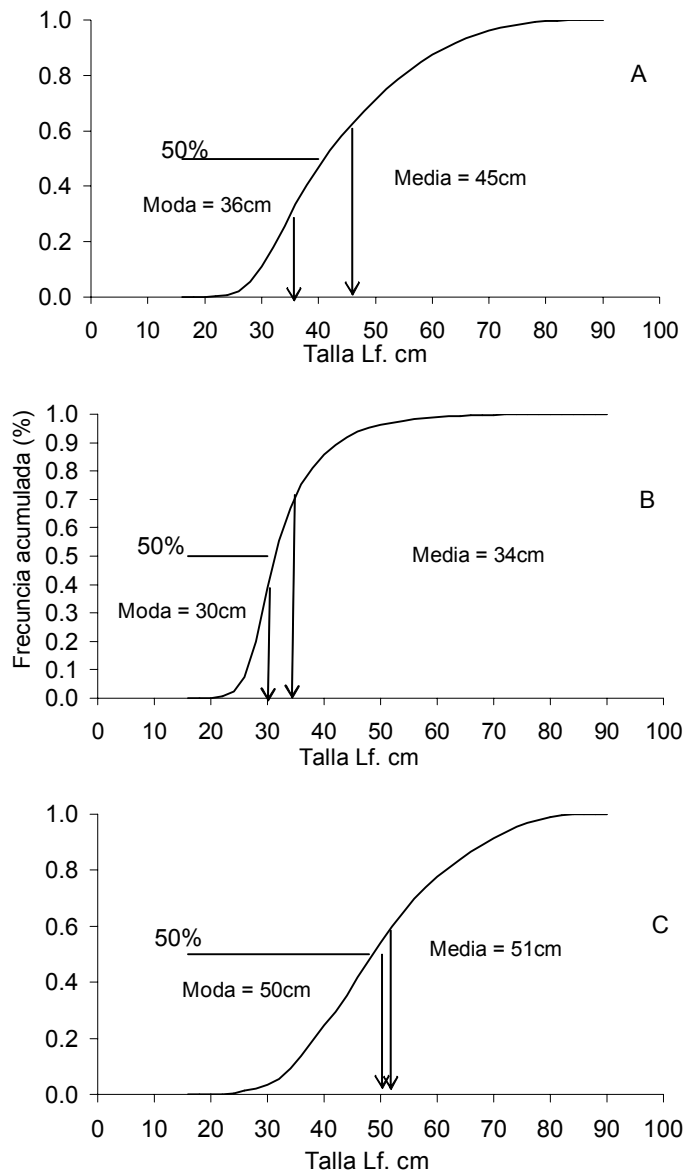 1.0
A
0.8
0.6
50%
Media = 45cm
0.4
Moda = 36cm
0.2
0.0
0 10 20 30 40 50 60 70 80 90 100
Talla Lf. cm
Frecuncia acumulada (%)
1.0
0.9
0.8
B
0.7
0.6
50%
0.5
Media = 34cm
0.4
Moda = 30cm
0.3
0.2
0.1
0.0
0 10 20 30 40 50 60 70 80 90 100
Talla Lf. cm
1.0
0.8
C
0.6
50%
Media = 51cm
0.4
Moda = 50cm
0.2
0.0
0 10 20 30 40 50 60 70 80 90 100
Talla Lf. cm